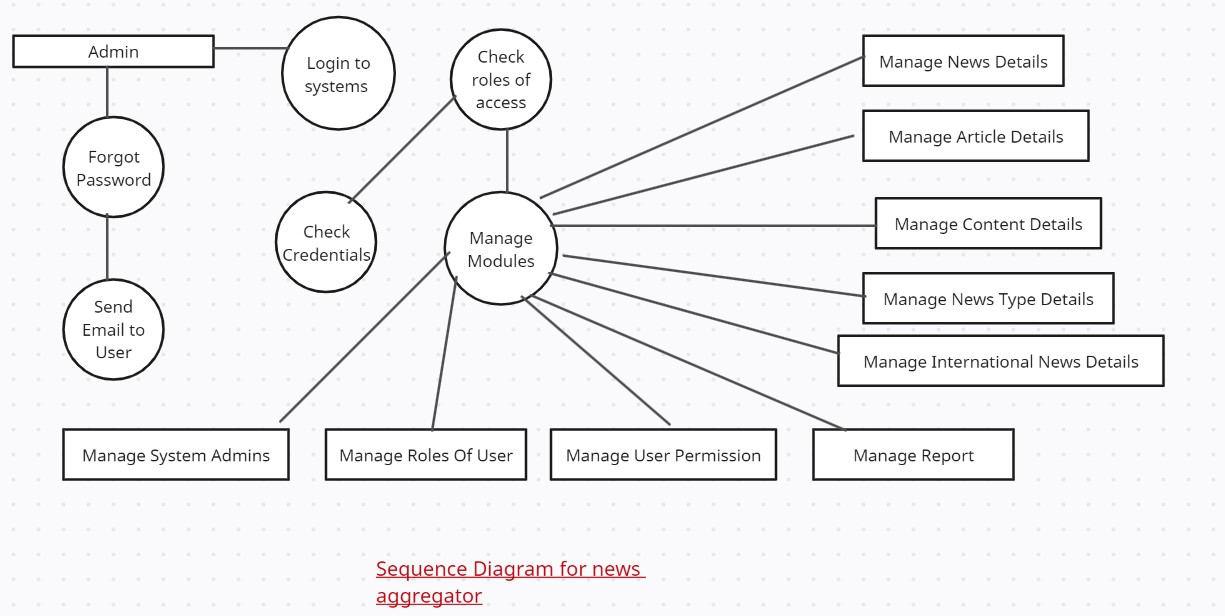 Admin
Login to
systems
Check
roles of
access
Manage News Details
Manage Article Details
Forgot
Password
Check
Credentials
Manage
Modules
Manage Content Details
Manage News Type Details
Send
Email to
User
Manage International News Details
Manage System Admins
Manage Roles Of User
Manage User Permission
Manage Report
Sequence Diagram for news
aggregator